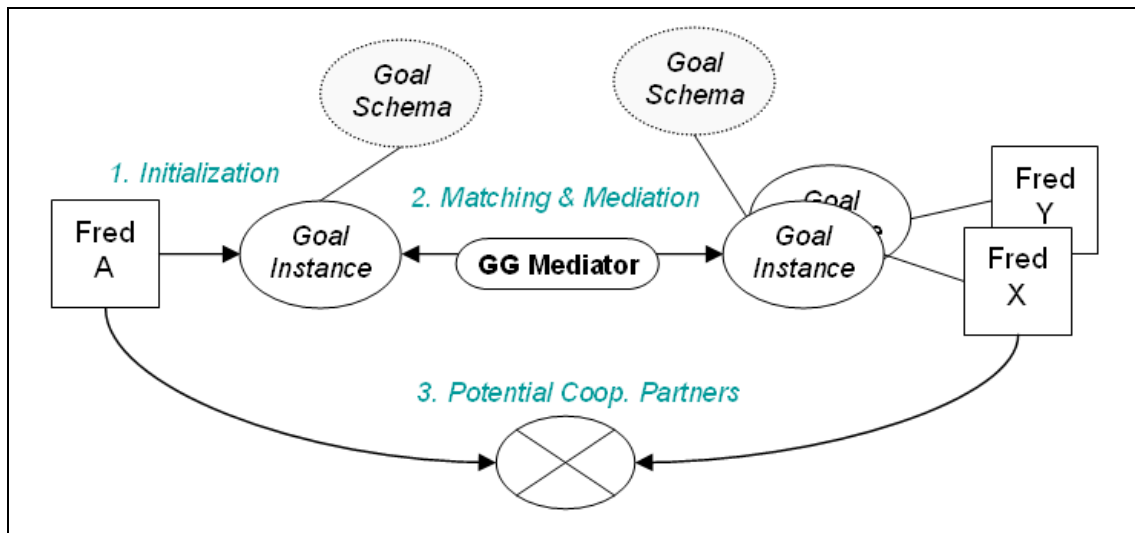 Goal
Schema
Goal
Schema
1. Initialization
2. Matching & Mediation
Fred
A
Goal
Instance
GG Mediator
Goal
Goal
Instance
Fred
Y
Fred
X
3. Potential Coop. Partners